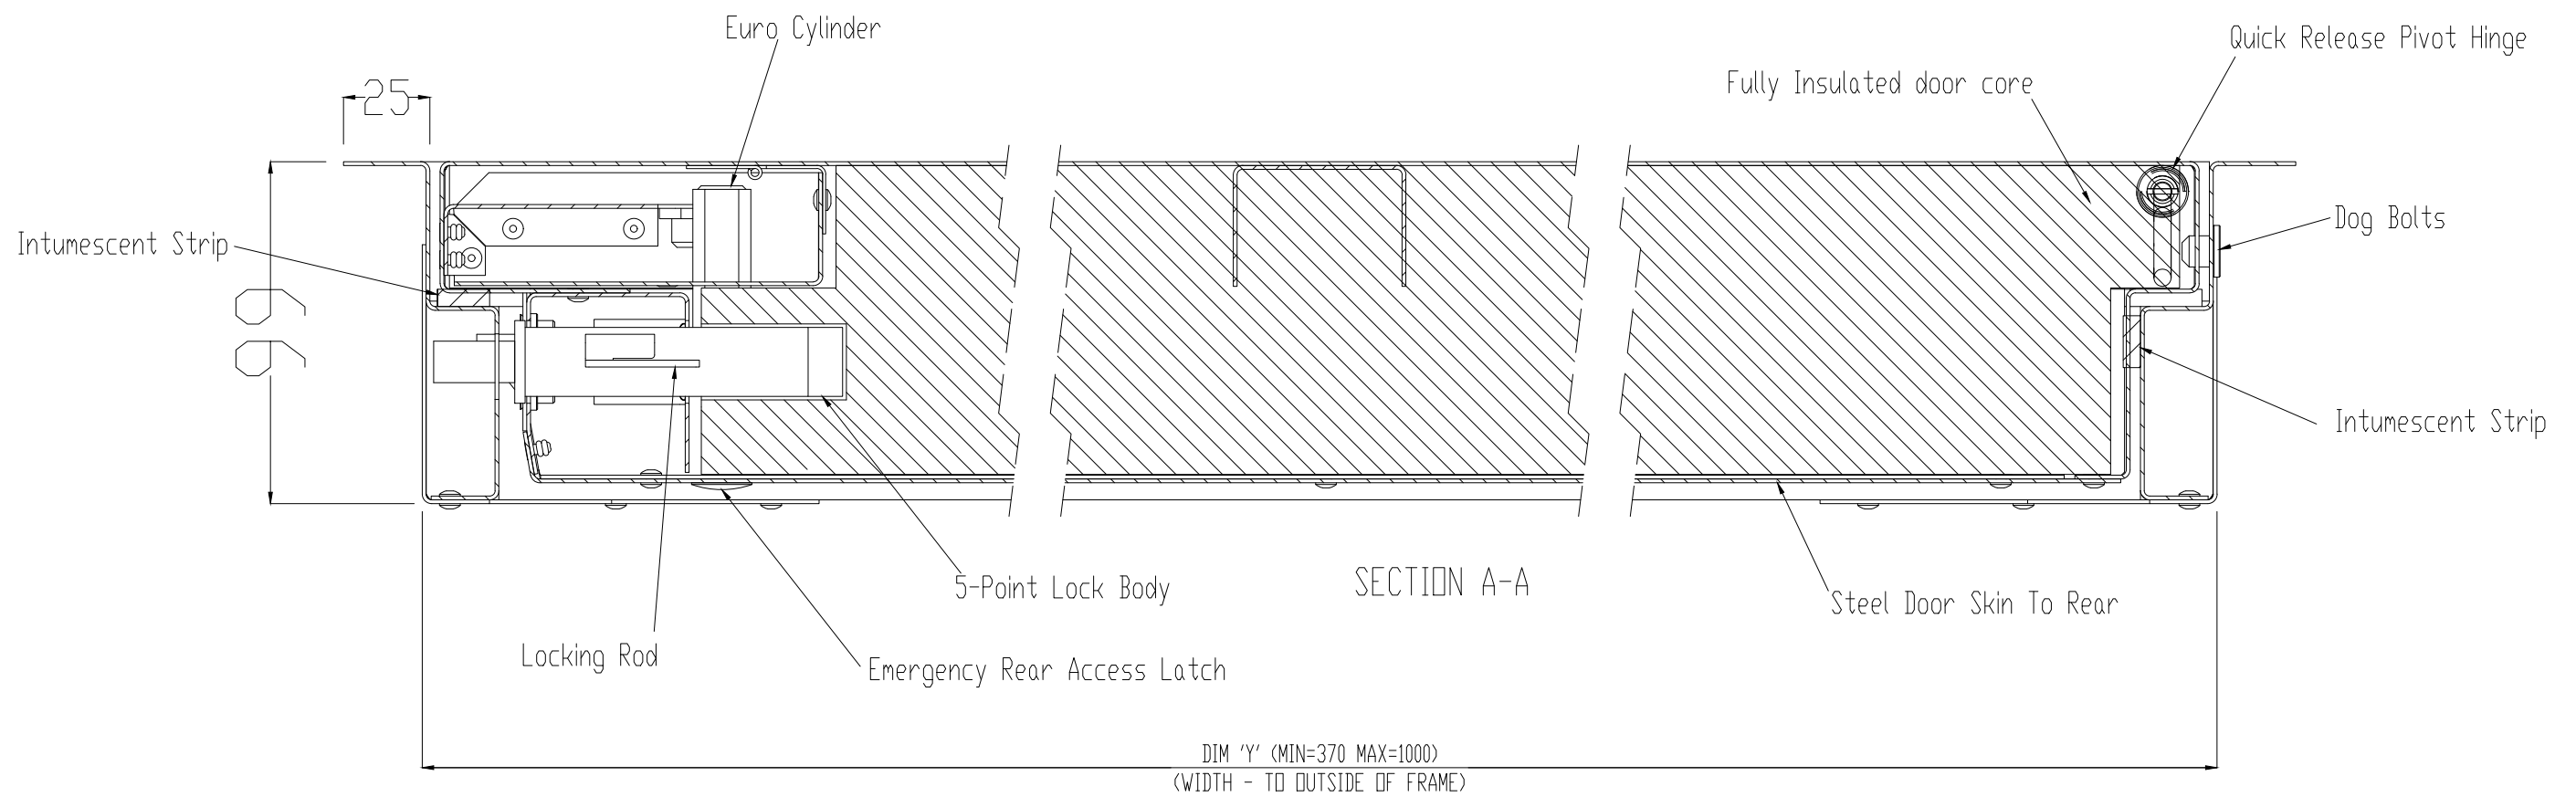 Euro Cylinder
Quick Release Pivot Hinge
Fully Insulated door core
25
Dog Bolts
Intumescent Strip
99
Intumescent Strip
5-Point Lock Body
SECTION A-A
Steel Door Skin To Rear
Locking Rod
Emergency Rear Access Latch
DIM 'Y' (MIN=370 MAX=1000)
(WIDTH - TO OUTSIDE OF FRAME)